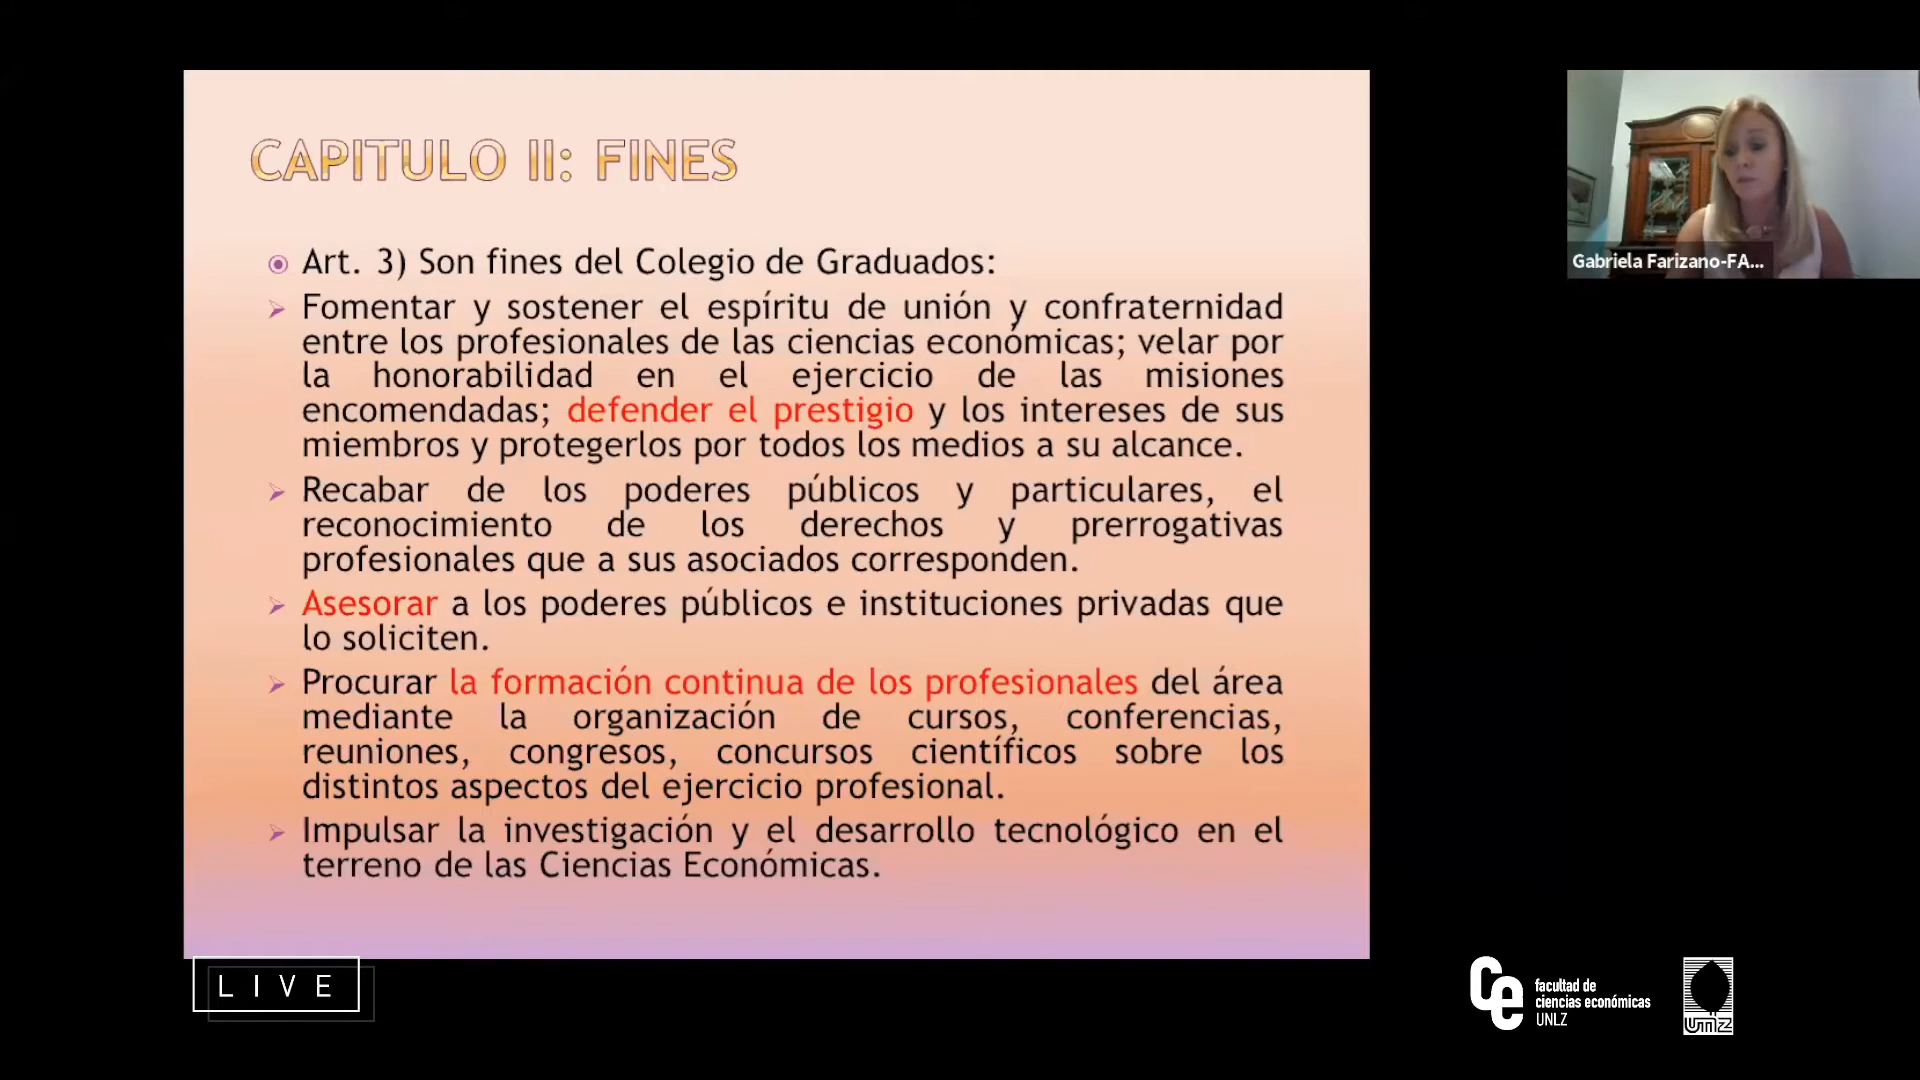 CAPITULO II: FINES
Art. 3) Son fines del Colegio de Graduados:
Fomentar y sostener el espíritu de unión y confraternidad
entre los profesionales de las ciencias económicas; velar por
la honorabilidad en el ejercicio de las misiones
encomendadas; defender el prestigio y los intereses de sus
miembros y protegerlos por todos los medios a su alcance.
Recabar de los poderes públicos y particulares, el
reconocimiento de los derechos y prerrogativas
profesionales que a sus asociados corresponden.
Asesorar a los poderes públicos e instituciones privadas que
lo soliciten.
Procurar la formación continua de los profesionales del área
mediante la organización de cursos, conferencias,
reuniones, congresos, concursos científicos sobre los
distintos aspectos del ejercicio profesional.
Impulsar la investigación y el desarrollo tecnológico en el
terreno de las Ciencias Económicas.
Gabriela Farizano-FA...
LIVE
ce
facultad de
ciencias económicas
UNLZ
unlz